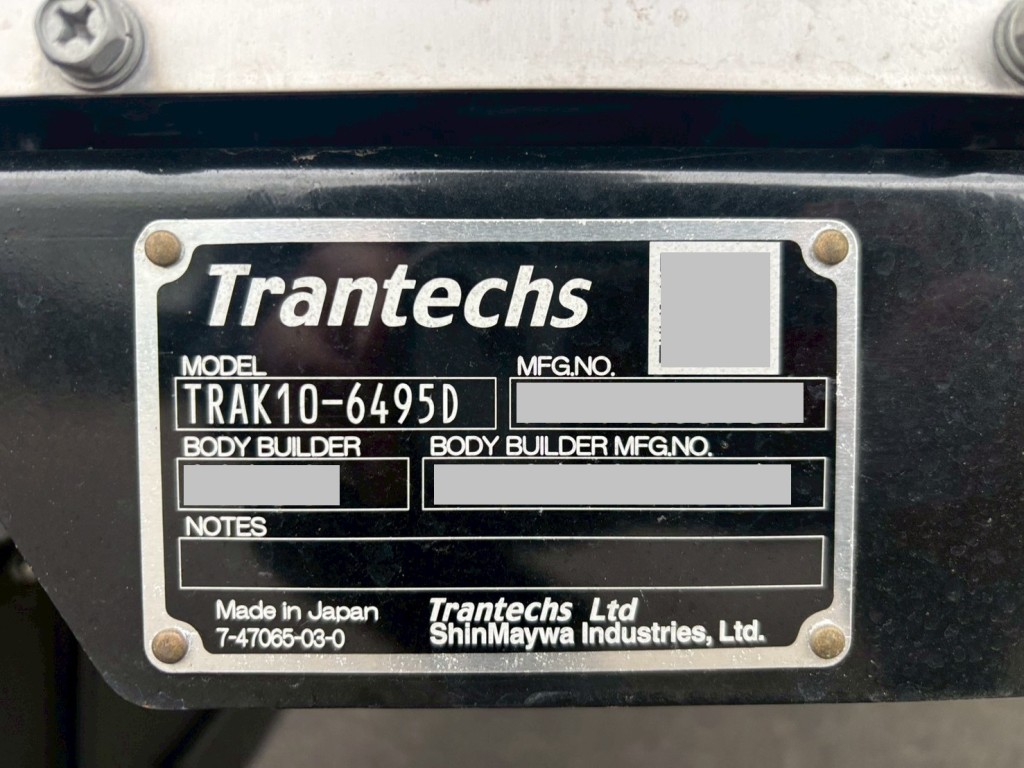 Trantechs
MODEL MFG.NO.
TRAK10-6495D
BODY BUILDER BODY BUILDER MFG.NO.
NOTES
Made in Japan Trantechs Ltd
7-47065-03-0 ShinMaywa Industries, Ltd.